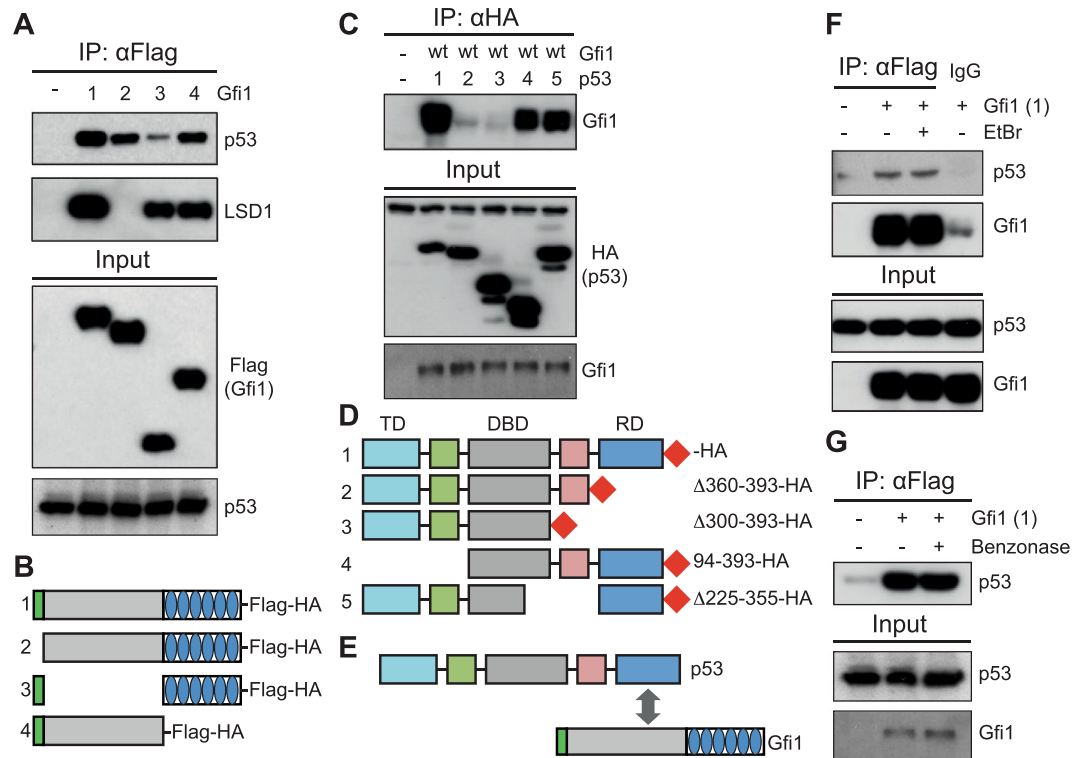 A
IP: αFlag
- 1 2 3 4 Gfi1
p53
LSD1
Input
Flag
(Gfi1)
p53
B
1 -Flag-HA
2 -Flag-HA
3 -Flag-HA
4 -Flag-HA
C
IP: αHA
- wt wt wt wt wt Gfi1
- 1 2 3 4 5 p53
Gfi1
Input
HA
(p53)
Gfi1
D
TD DBD RD
1 -HA
2 Δ360-393-HA
3 Δ300-393-HA
4 94-393-HA
5 Δ225-355-HA
E
p53
Gfi1
F
IP: αFlag IgG
- + + + Gfi1 (1)
- - + - EtBr
p53
Gfi1
Input
p53
Gfi1
G
IP: αFlag
- + + Gfi1 (1)
- - + Benzonase
p53
Input
p53
Gfi1